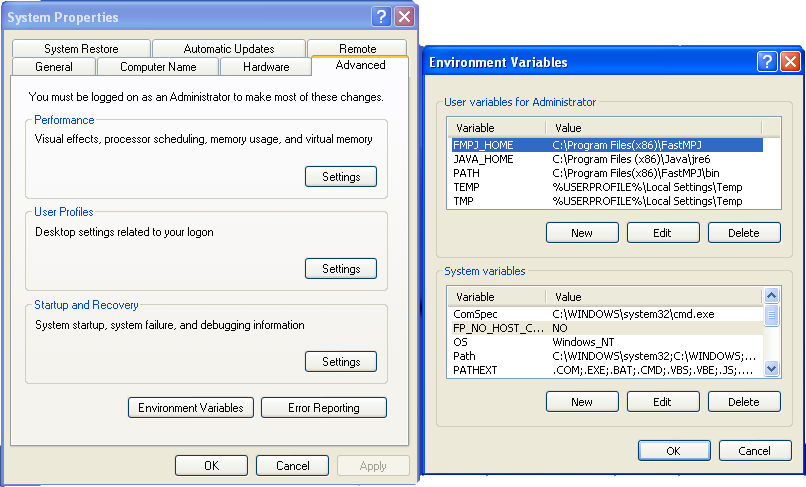 System Properties
System Restore Automatic Updates Remote
General Computer Name Hardware Advanced
You must be logged on as an Administrator to make most of these changes.
Performance
Visual effects, processor scheduling, memory usage, and virtual memory
Settings
User Profiles
Desktop settings related to your logon
Settings
Startup and Recovery
System startup, system failure, and debugging information
Settings
Environment Variables Error Reporting
OK Cancel Apply
Environment Variables
User variables for Administrator
Variable Value
FMPJ_HOME C:\Program Files(x86)\FastMPJ
JAVA_HOME C:\Program Files (x86)\Java\jre6
PATH C:\Program Files(x86)\FastMPJ\bin
TEMP %USERPROFILE%\Local Settings\Temp
TMP %USERPROFILE%\Local Settings\Temp
New Edit Delete
System variables
Variable Value
ComSpec C:\WINDOWS\system32\cmd.exe
FP_NO_HOST_C... NO
OS Windows_NT
Path C:\WINDOWS\system32;C:\WINDOWS;...
PATHEXT .COM;.EXE;.BAT;.CMD;.VBS;.VBE;.JS;....
New Edit Delete
OK Cancel